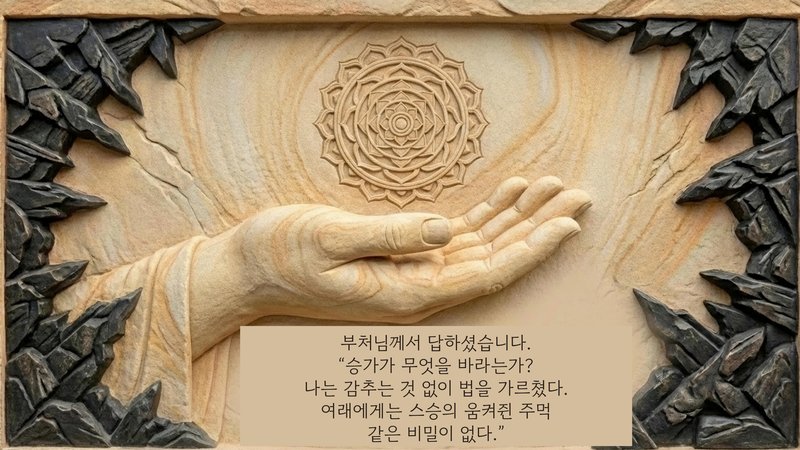 부처님께서 답하셨습니다.
“승가가 무엇을 바라는가?
나는 감추는 것 없이 법을 가르쳤다.
여래에게는 스승의 움켜쥔 주먹
같은 비밀이 없다.”